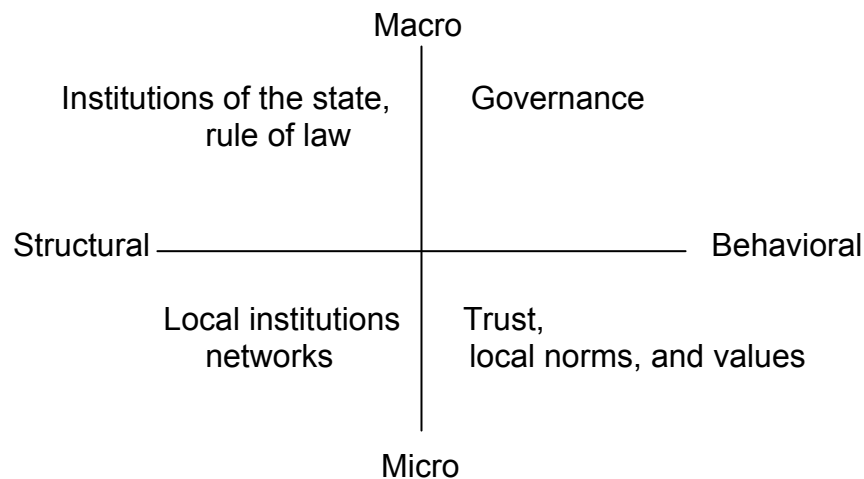 Macro
Institutions of the state,
rule of law
Governance
Structural
Behavioral
Local institutions
networks
Trust,
local norms, and values
Micro